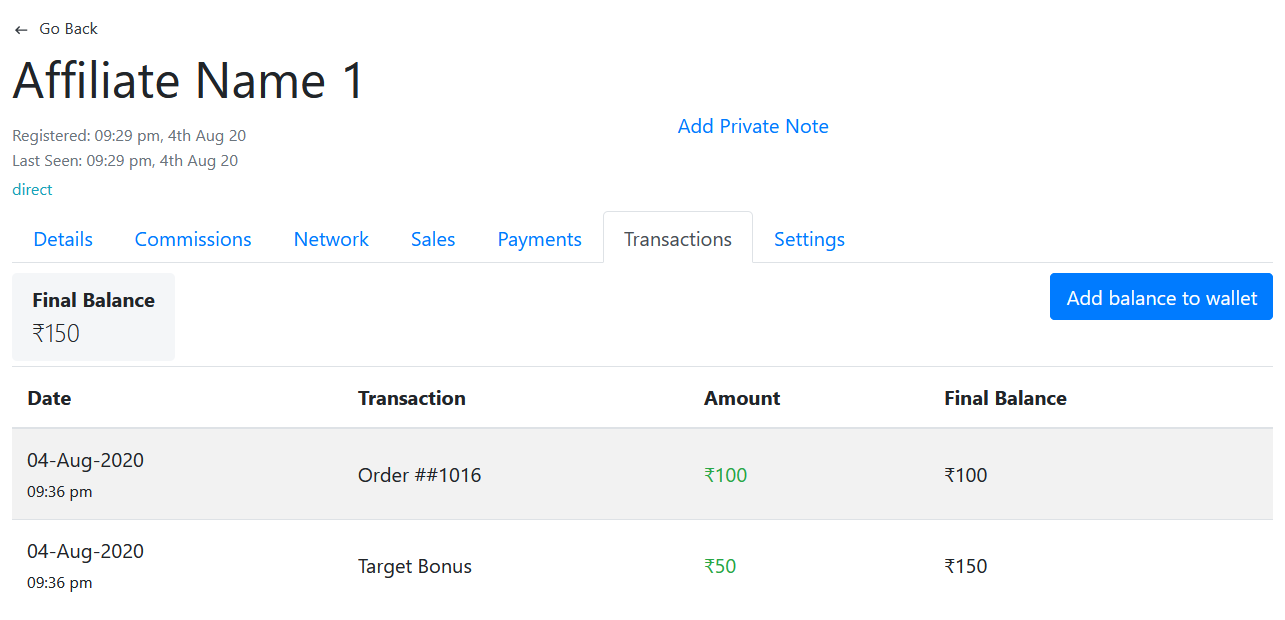 ← Go Back
Affiliate Name 1
Registered: 09:29 pm, 4th Aug 20
Last Seen: 09:29 pm, 4th Aug 20
direct
Add Private Note
Details Commissions Network Sales Payments Transactions Settings
Final Balance
₹150
Add balance to wallet
Date Transaction Amount Final Balance
04-Aug-2020
09:36 pm
Order ##1016 ₹100 ₹100
04-Aug-2020
09:36 pm
Target Bonus ₹50 ₹150